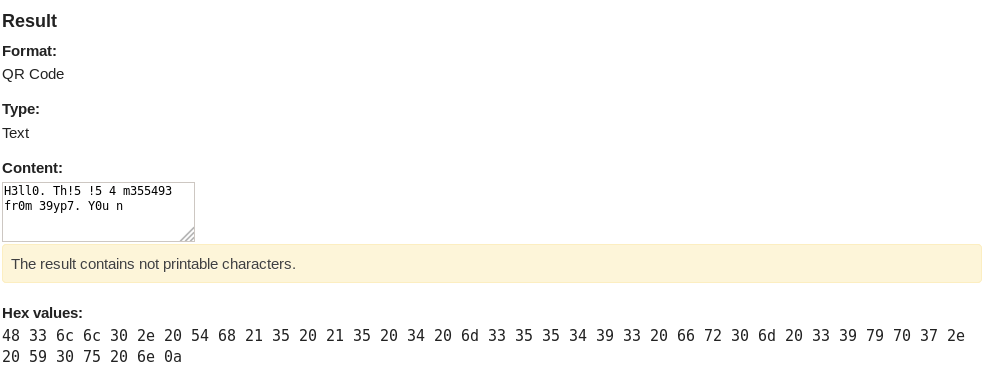 Result
Format:
QR Code
Type:
Text
Content:
H3ll0. Th!5 !5 4 m355493
fr0m 39yp7. Y0u n
The result contains not printable characters.
Hex values:
48 33 6c 6c 30 2e 20 54 68 21 35 20 21 35 20 34 20 6d 33 35 35 34 39 33 20 66 72 30 6d 20 33 39 79 70 37 2e
20 59 30 75 20 6e 0a